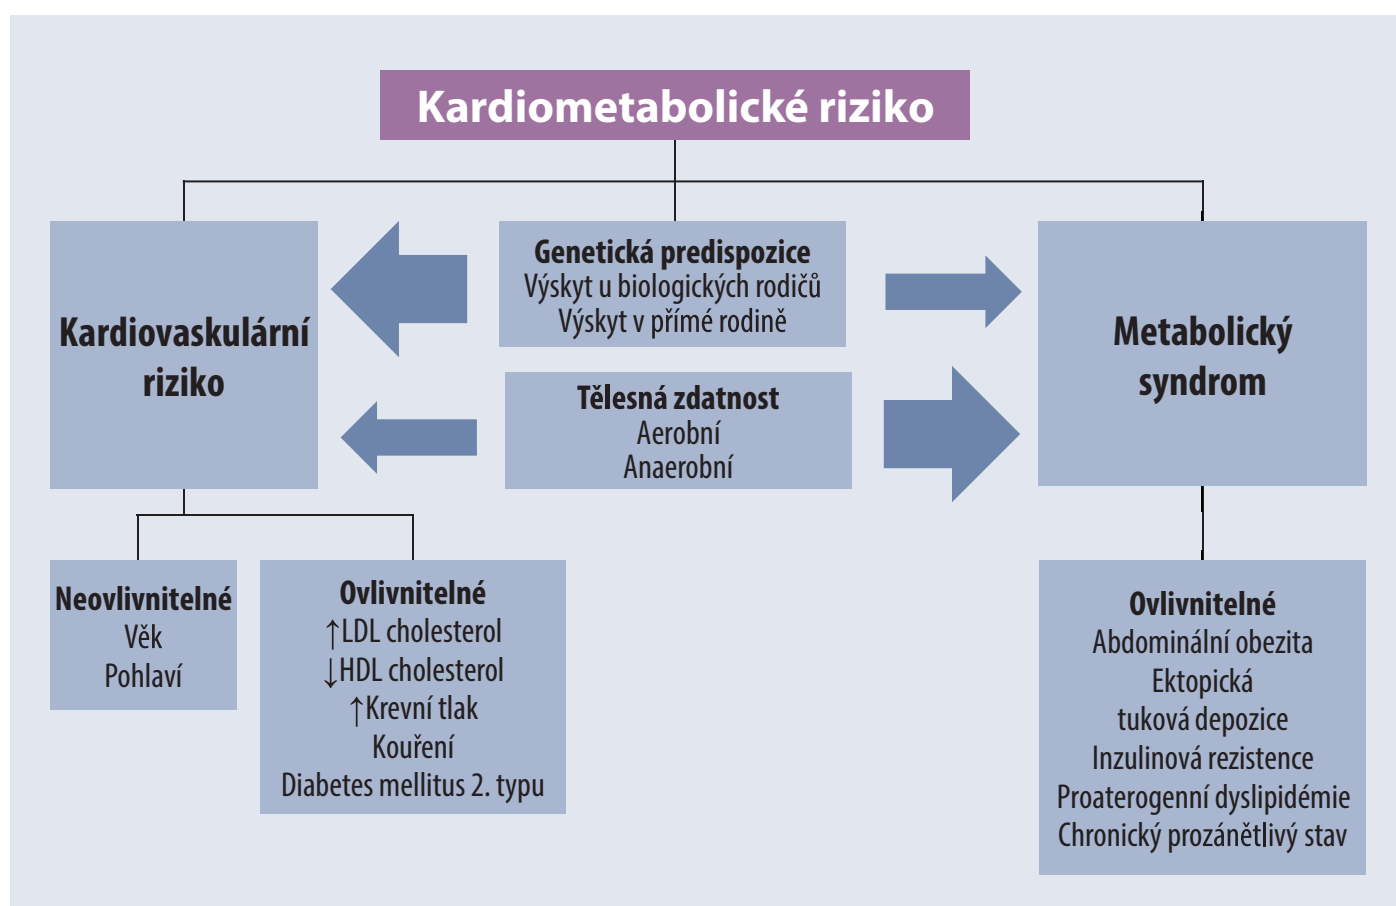 Kardiometabolické riziko
Kardiovaskulární
riziko
Genetická predispozice
Výskyt u biologických rodičů
Výskyt v přímé rodině
Tělesná zdatnost
Aerobní
Anaerobní
Metabolický
syndrom
Neovlivnitelné
Věk
Pohlaví
Ovlivnitelné
↑LDL cholesterol
↓HDL cholesterol
↑Krevní tlak
Kouření
Diabetes mellitus 2. typu
Ovlivnitelné
Abdominální obezita
Ektopická
tuková depozice
Inzulinová rezistence
Proaterogenní dyslipidémie
Chronický prozánětlivý stav